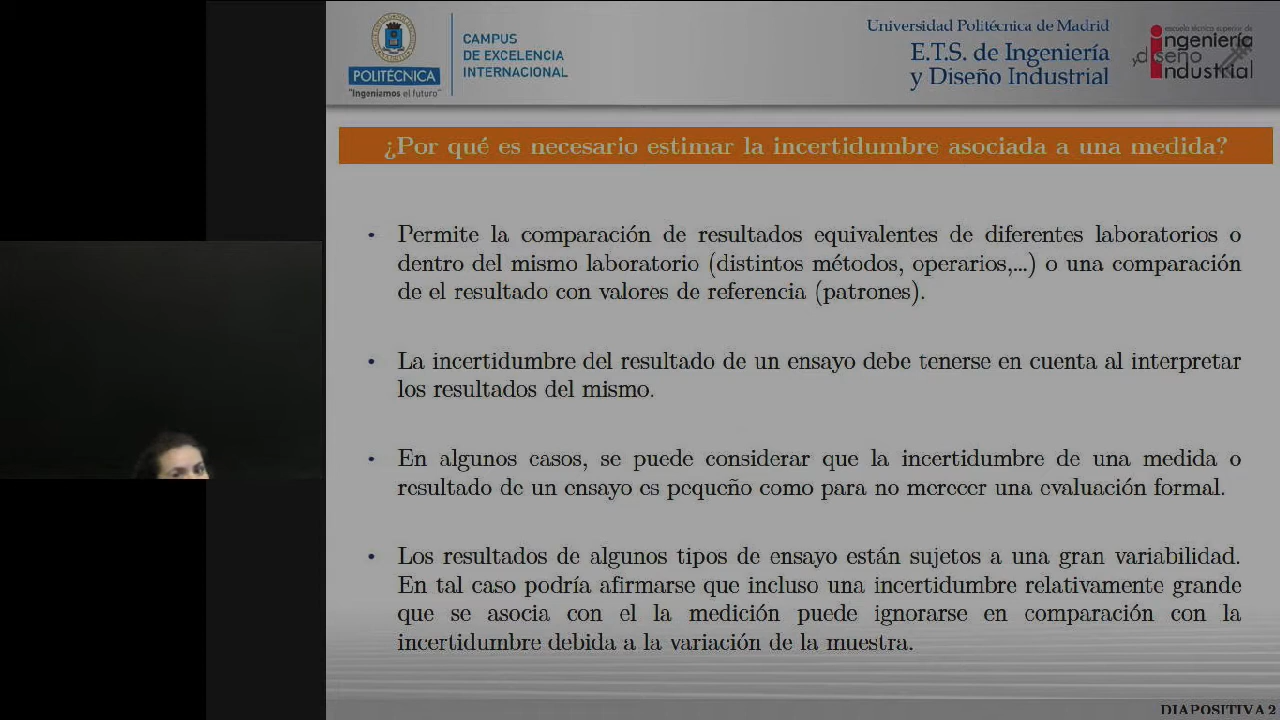 POLITÉCNICA
"Ingeniamos el futuro"
CAMPUS
DE EXCELENCIA
INTERNACIONAL
Universidad Politécnica de Madrid
E.T.S. de Ingeniería
y Diseño Industrial
escuela técnica superior de
ingeniería
y diseño
industrial
¿Por qué es necesario estimar la incertidumbre asociada a una medida?
• Permite la comparación de resultados equivalentes de diferentes laboratorios o
dentro del mismo laboratorio (distintos métodos, operarios,...) o una comparación
de el resultado con valores de referencia (patrones).
• La incertidumbre del resultado de un ensayo debe tenerse en cuenta al interpretar
los resultados del mismo.
• En algunos casos, se puede considerar que la incertidumbre de una medida o
resultado de un ensayo es pequeño como para no merecer una evaluación formal.
• Los resultados de algunos tipos de ensayo están sujetos a una gran variabilidad.
En tal caso podría afirmarse que incluso una incertidumbre relativamente grande
que se asocia con el la medición puede ignorarse en comparación con la
incertidumbre debida a la variación de la muestra.
DIAPOSITIVA 2